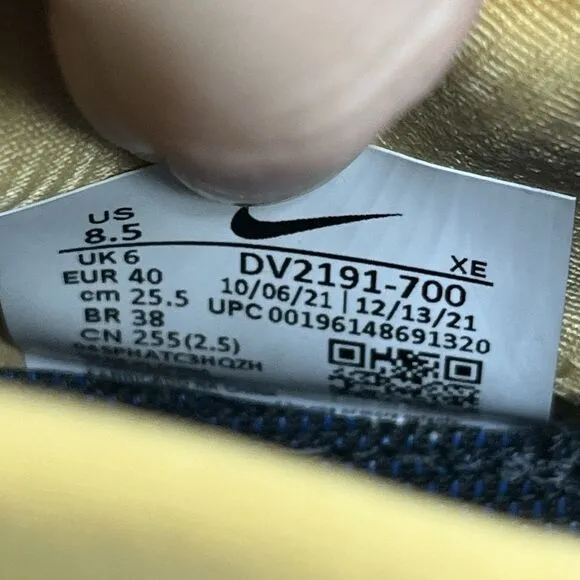 US
8.5
UK 6
EUR 40
cm 25.5
BR 38
CN 255(2.5)
XE
DV2191-700
10/06/21 | 12/13/21
UPC 00196148691320